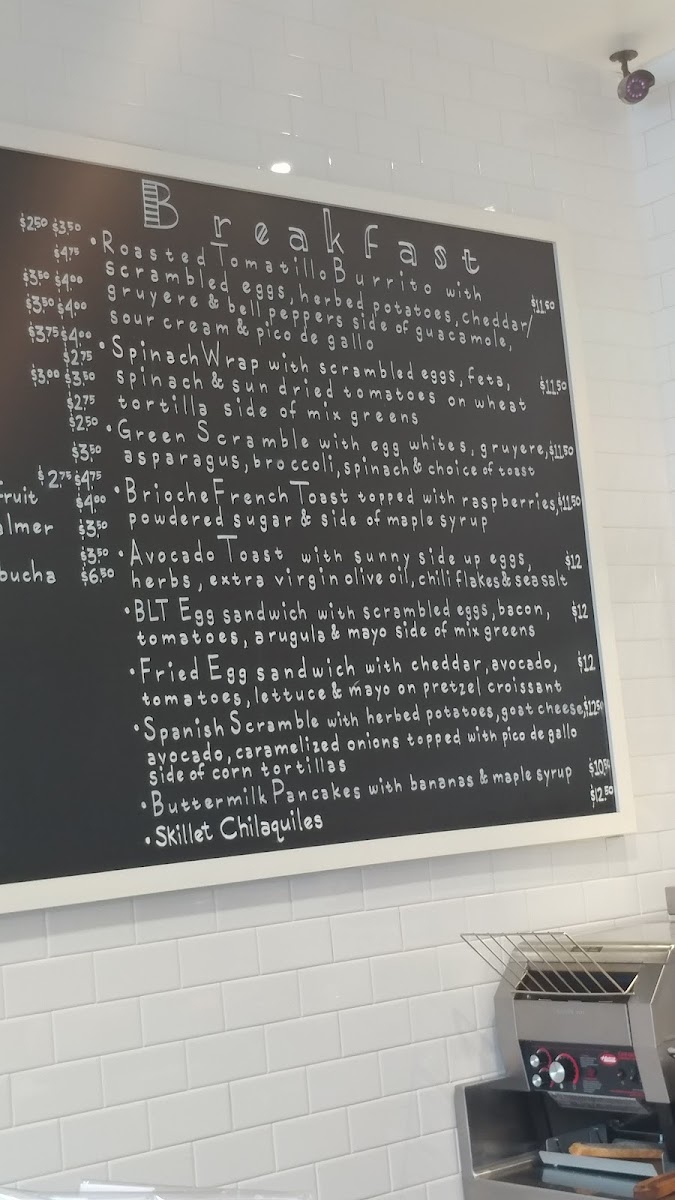 Breakfast
$2.50 $3.50
$4.75
$3.50 $4.00
$3.50 $4.00
$3.75 $4.00
$2.75
$3.00 $3.50
$2.75
$2.50
$3.50
$2.75 $4.75
fruit $4.00
almer $3.50
$3.50
bucha $6.50
• Roasted Tomatillo Burrito with
scrambled eggs, herbed potatoes, cheddar/ $11.50
gruyere & bell peppers side of guacamole,
sour cream & pico de gallo
• Spinach Wrap with scrambled eggs, feta,
spinach & sun dried tomatoes on wheat $11.50
tortilla side of mix greens
• Green Scramble with egg whites, gruyere, $11.50
asparagus, broccoli, spinach & choice of toast
• Brioche French Toast topped with raspberries, $11.50
powdered sugar & side of maple syrup
• Avocado Toast with sunny side up eggs, $12
herbs, extra virgin olive oil, chili flakes & sea salt
• BLT Egg sandwich with scrambled eggs, bacon, $12
tomatoes, arugula & mayo side of mix greens
• Fried Egg sandwich with cheddar, avocado, $12
tomatoes, lettuce & mayo on pretzel croissant
• Spanish Scramble with herbed potatoes, goat cheese, $12.50
avocado, caramelized onions topped with pico de gallo
side of corn tortillas
• Buttermilk Pancakes with bananas & maple syrup $10.50
• Skillet Chilaquiles $12.50